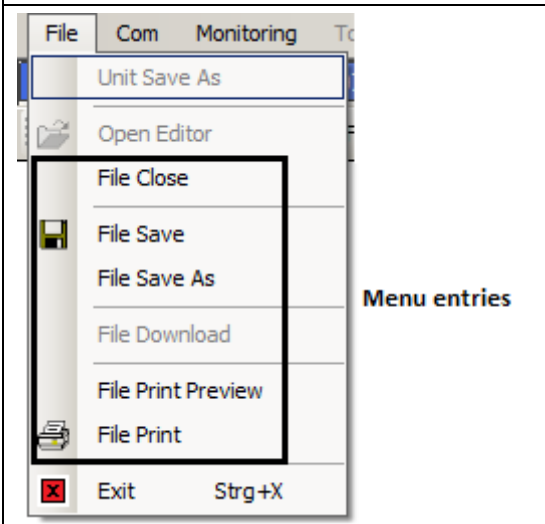 File Com Monitoring
Unit Save As
Open Editor
File Close
File Save
File Save As
Menu entries
File Download
File Print Preview
File Print
Exit Strg+X